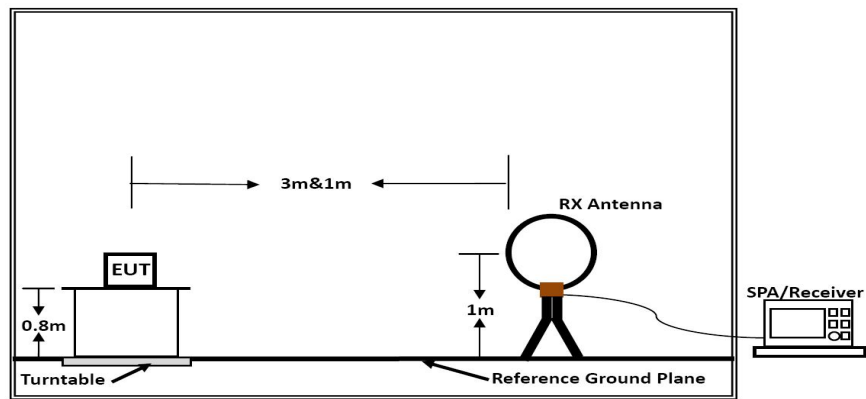 3m&1m
RX Antenna
EUT
SPA/Receiver
0.8m
1m
Turntable
Reference Ground Plane